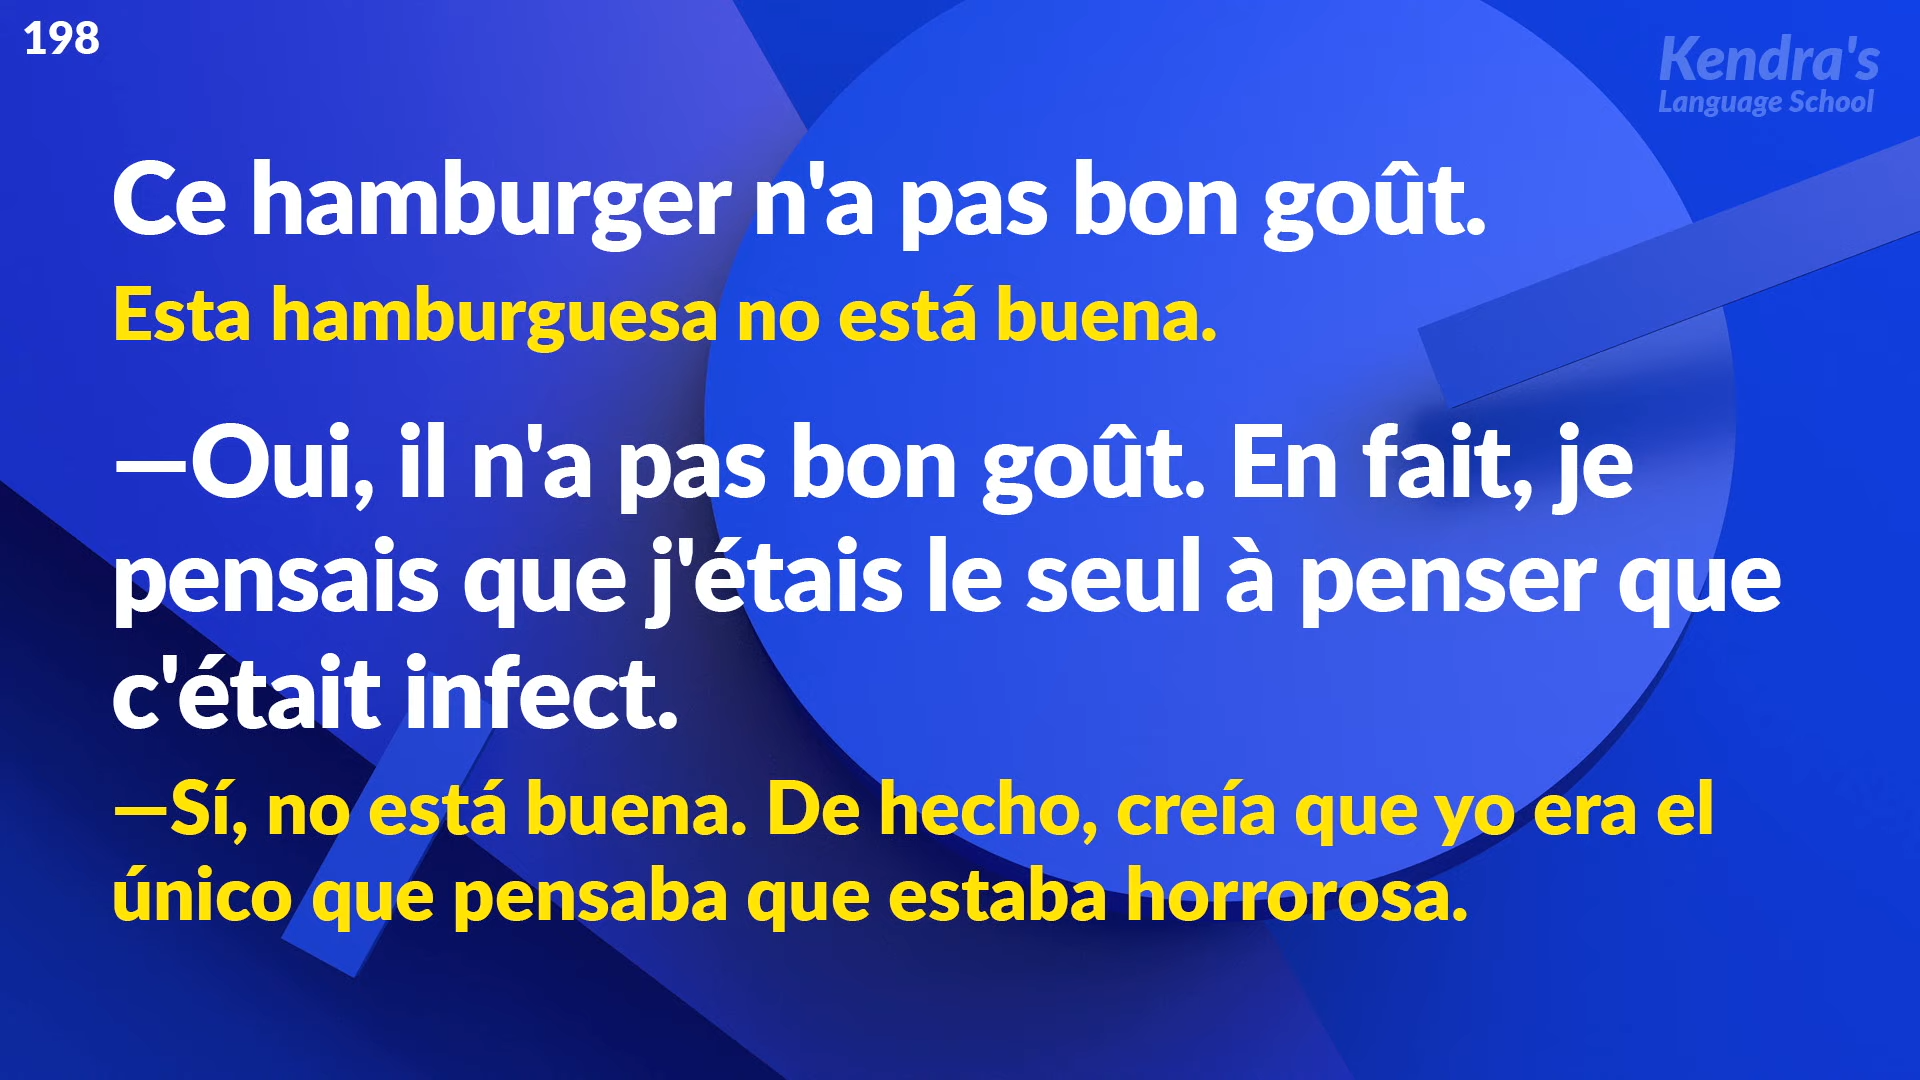 198
Kendra's
Language School
Ce hamburger n'a pas bon goût.
Esta hamburguesa no está buena.
—Oui, il n'a pas bon goût. En fait, je
pensais que j'étais le seul à penser que
c'était infect.
—Sí, no está buena. De hecho, creía que yo era el
único que pensaba que estaba horrorosa.